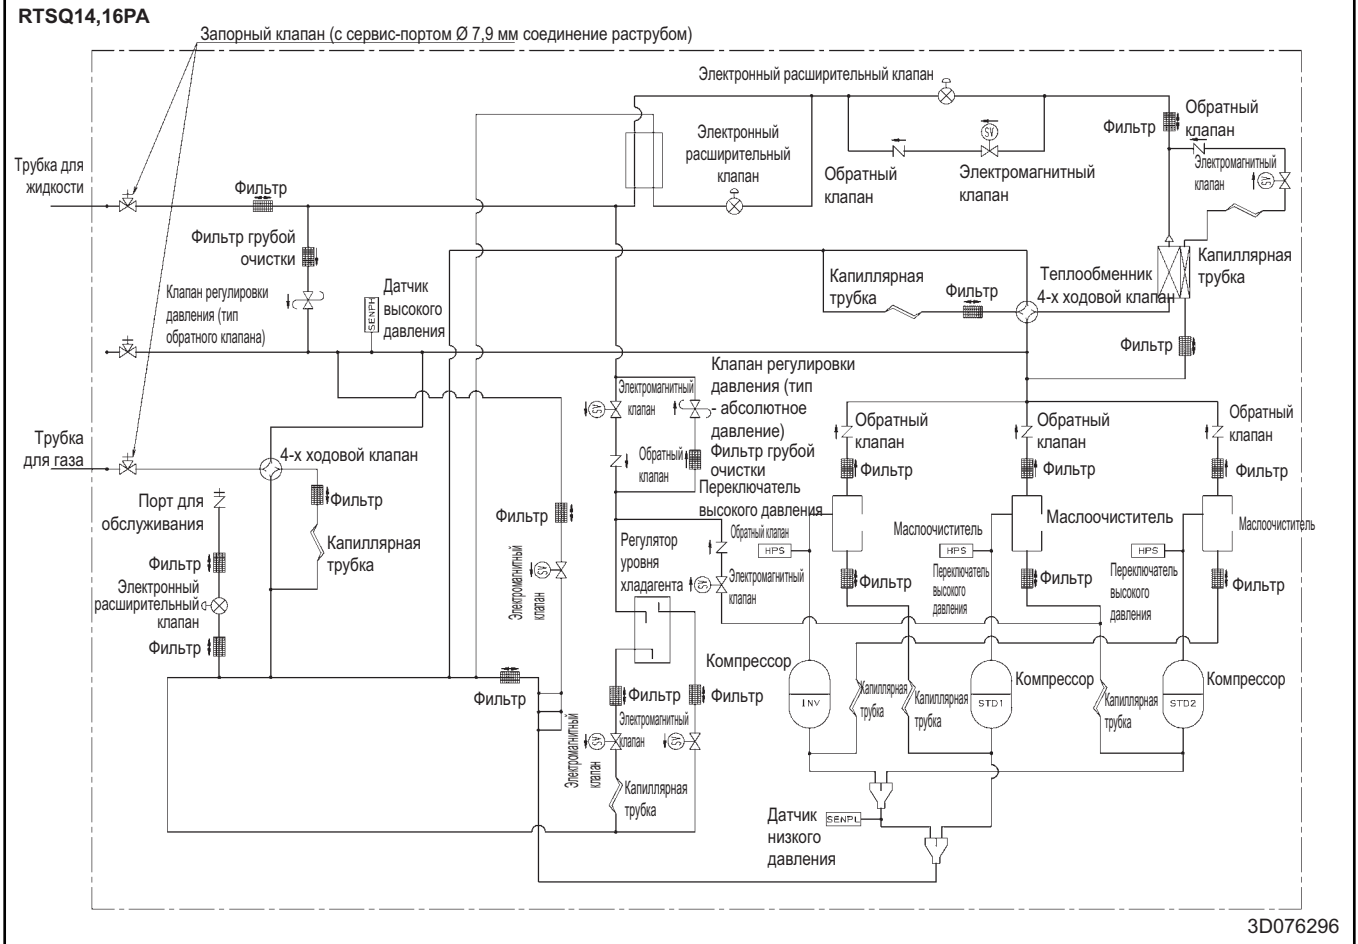 RTSQ14,16PA
Запорный клапан (с сервис-портом Ø 7,9 мм соединение раструбом)
Электронный расширительный клапан
Обратный
клапан
Фильтр
Электронный
расширительный
клапан
Обратный
клапан
Электромагнитный
клапан
Электромагнитный
клапан
SV
SV
Трубка для
жидкости
Фильтр
Фильтр грубой
очистки
Клапан регулировки
давления (тип
обратного клапана)
Датчик
высокого
давления
SENPH
Капиллярная
трубка
Фильтр
Теплообменник
4-х ходовой клапан
Капиллярная
трубка
Фильтр
Электромагнитный
клапан
SV
Клапан регулировки
давления (тип
- абсолютное
давление)
Обратный
клапан
Фильтр грубой
очистки
Обратный
клапан
Обратный
клапан
Обратный
клапан
Трубка
для газа
4-х ходовой клапан
Фильтр
Фильтр
Фильтр
Порт для
обслуживания
Фильтр
Фильтр
Переключатель
высокого давления
Обратный клапан
HPS
Маслоочиститель
HPS
Маслоочиститель
HPS
Маслоочиститель
Капиллярная
трубка
Фильтр
Электронный
расширительный
клапан
Фильтр
Электромагнитный
клапан
SV
Регулятор
уровня
хладагента
Электромагнитный
клапан
SV
Фильтр
Переключатель
высокого
давления
Фильтр
Переключатель
высокого
давления
Фильтр
Фильтр
Фильтр
Фильтр
Компрессор
INV
Капиллярная
трубка
Капиллярная
трубка
Компрессор
STD1
Капиллярная
трубка
Компрессор
STD2
Электромагнитный
клапан
SV
Электромагнитный
клапан
SV
Капиллярная
трубка
Датчик
низкого
давления
SENPL
3D076296